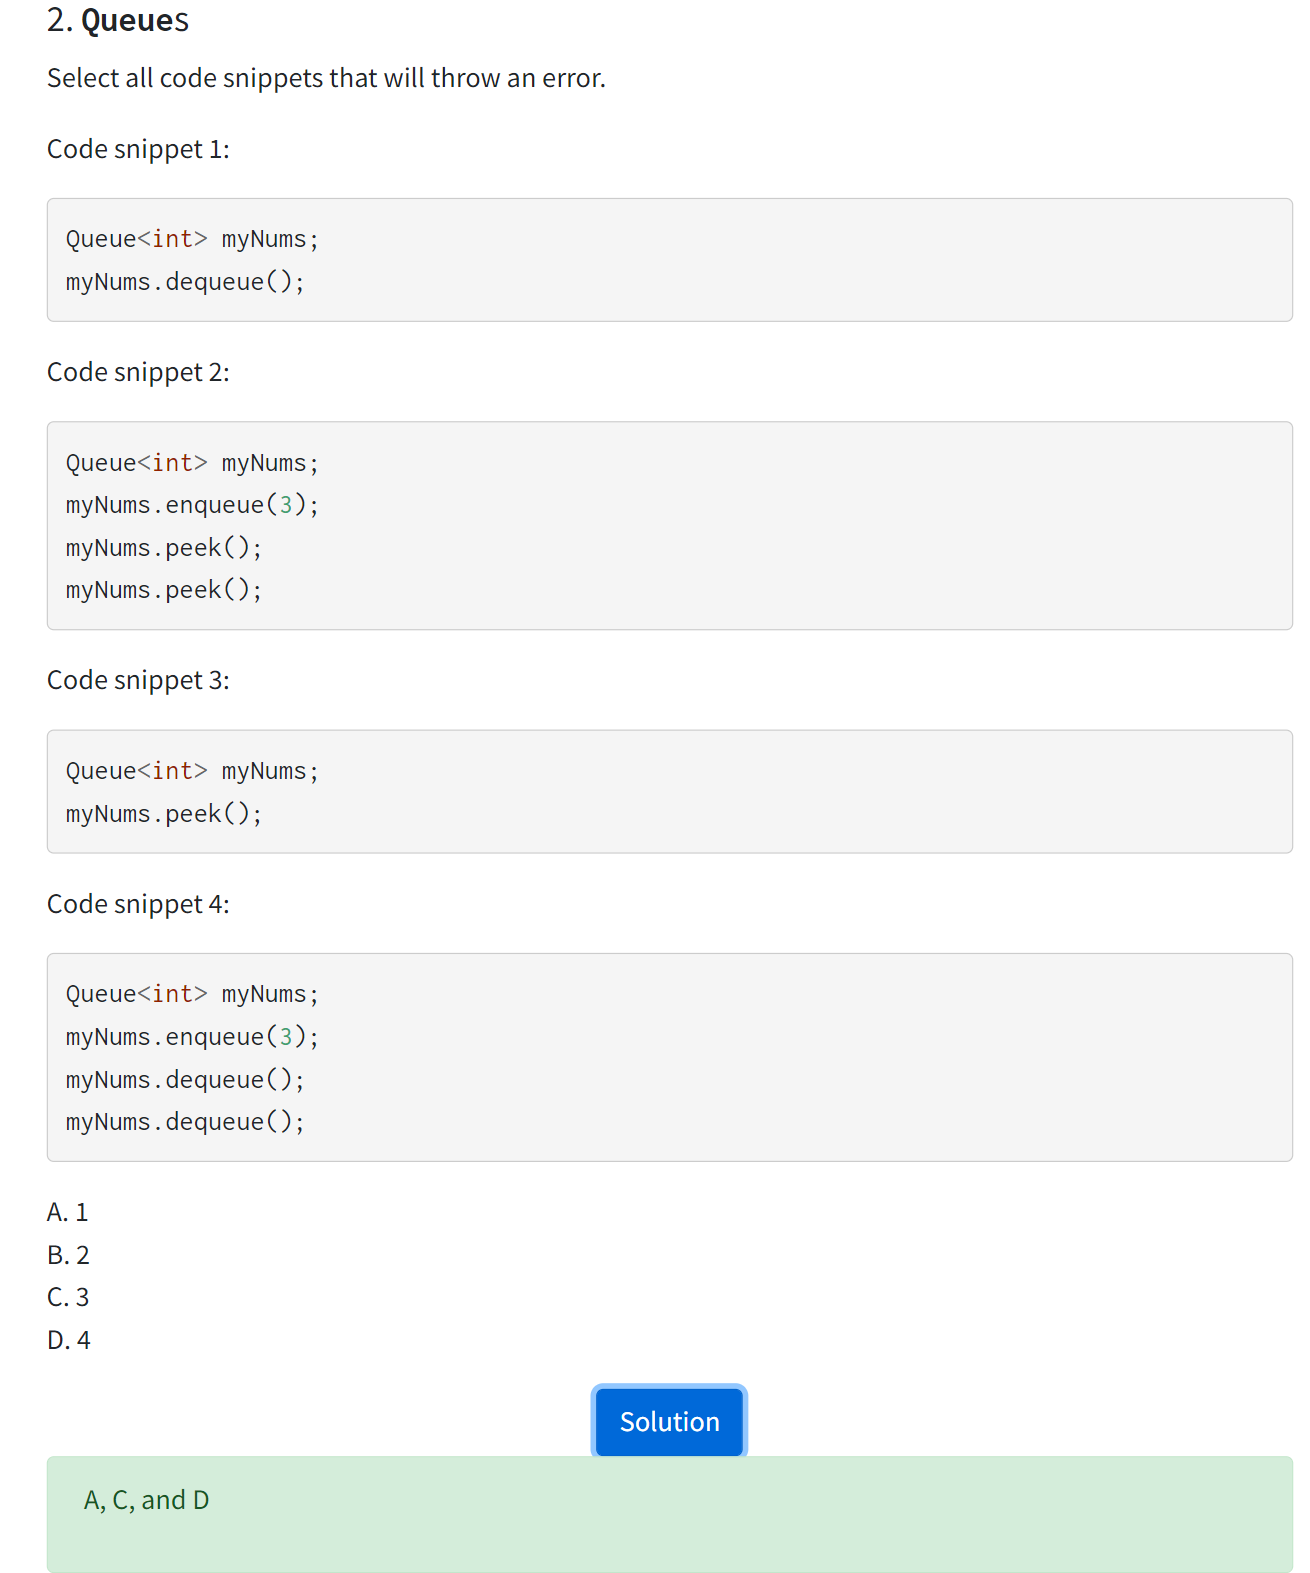 2. Queues
Select all code snippets that will throw an error.
Code snippet 1:
Queue<int> myNums;
myNums.dequeue();
Code snippet 2:
Queue<int> myNums;
myNums.enqueue(3);
myNums.peek();
myNums.peek();
Code snippet 3:
Queue<int> myNums;
myNums.peek();
Code snippet 4:
Queue<int> myNums;
myNums.enqueue(3);
myNums.dequeue();
myNums.dequeue();
A. 1
B. 2
C. 3
D. 4
Solution
A, C, and D